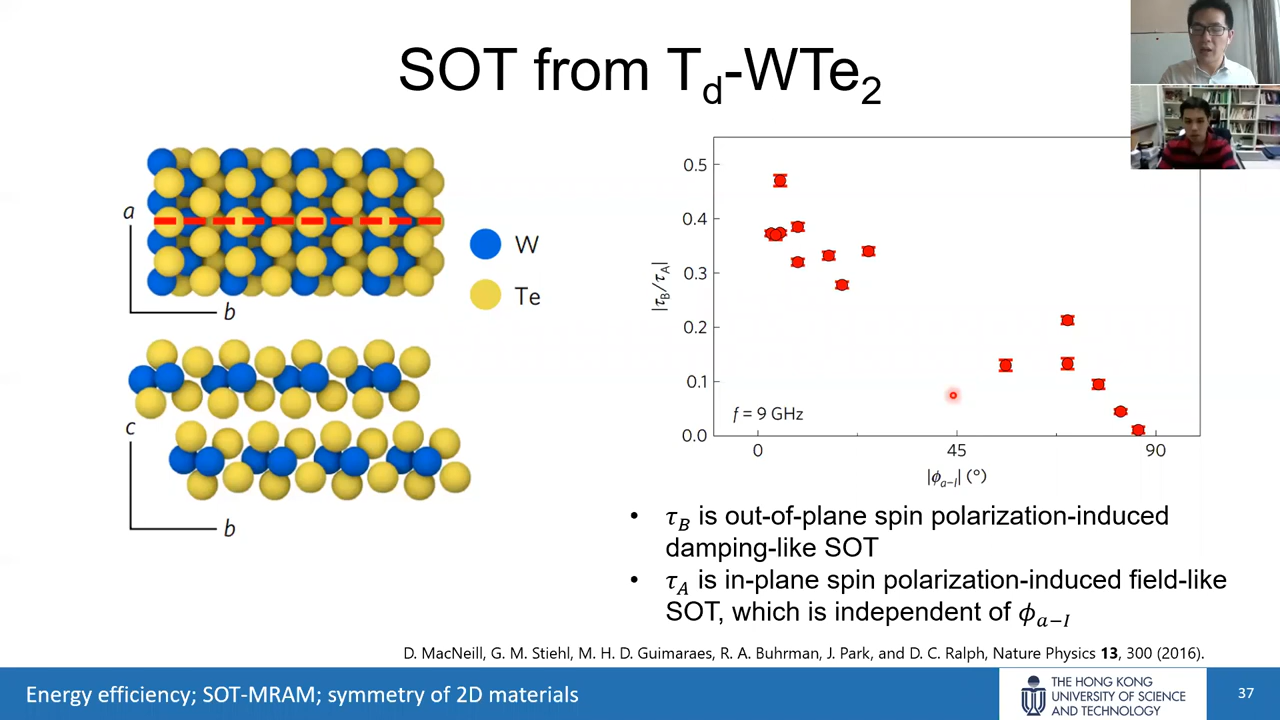 SOT from Td-WTe2
a
b
W
Te
c
b
|τB/τA|
0.5
0.4
0.3
0.2
0.1
0.0
f = 9 GHz
0
45
90
|ϕa−I| (°)
• τB is out-of-plane spin polarization-induced
damping-like SOT
• τA is in-plane spin polarization-induced field-like
SOT, which is independent of ϕa−I
D. MacNeill, G. M. Stiehl, M. H. D. Guimaraes, R. A. Buhrman, J. Park, and D. C. Ralph, Nature Physics 13, 300 (2016).
Energy efficiency; SOT-MRAM; symmetry of 2D materials
THE HONG KONG
UNIVERSITY OF SCIENCE
AND TECHNOLOGY
37